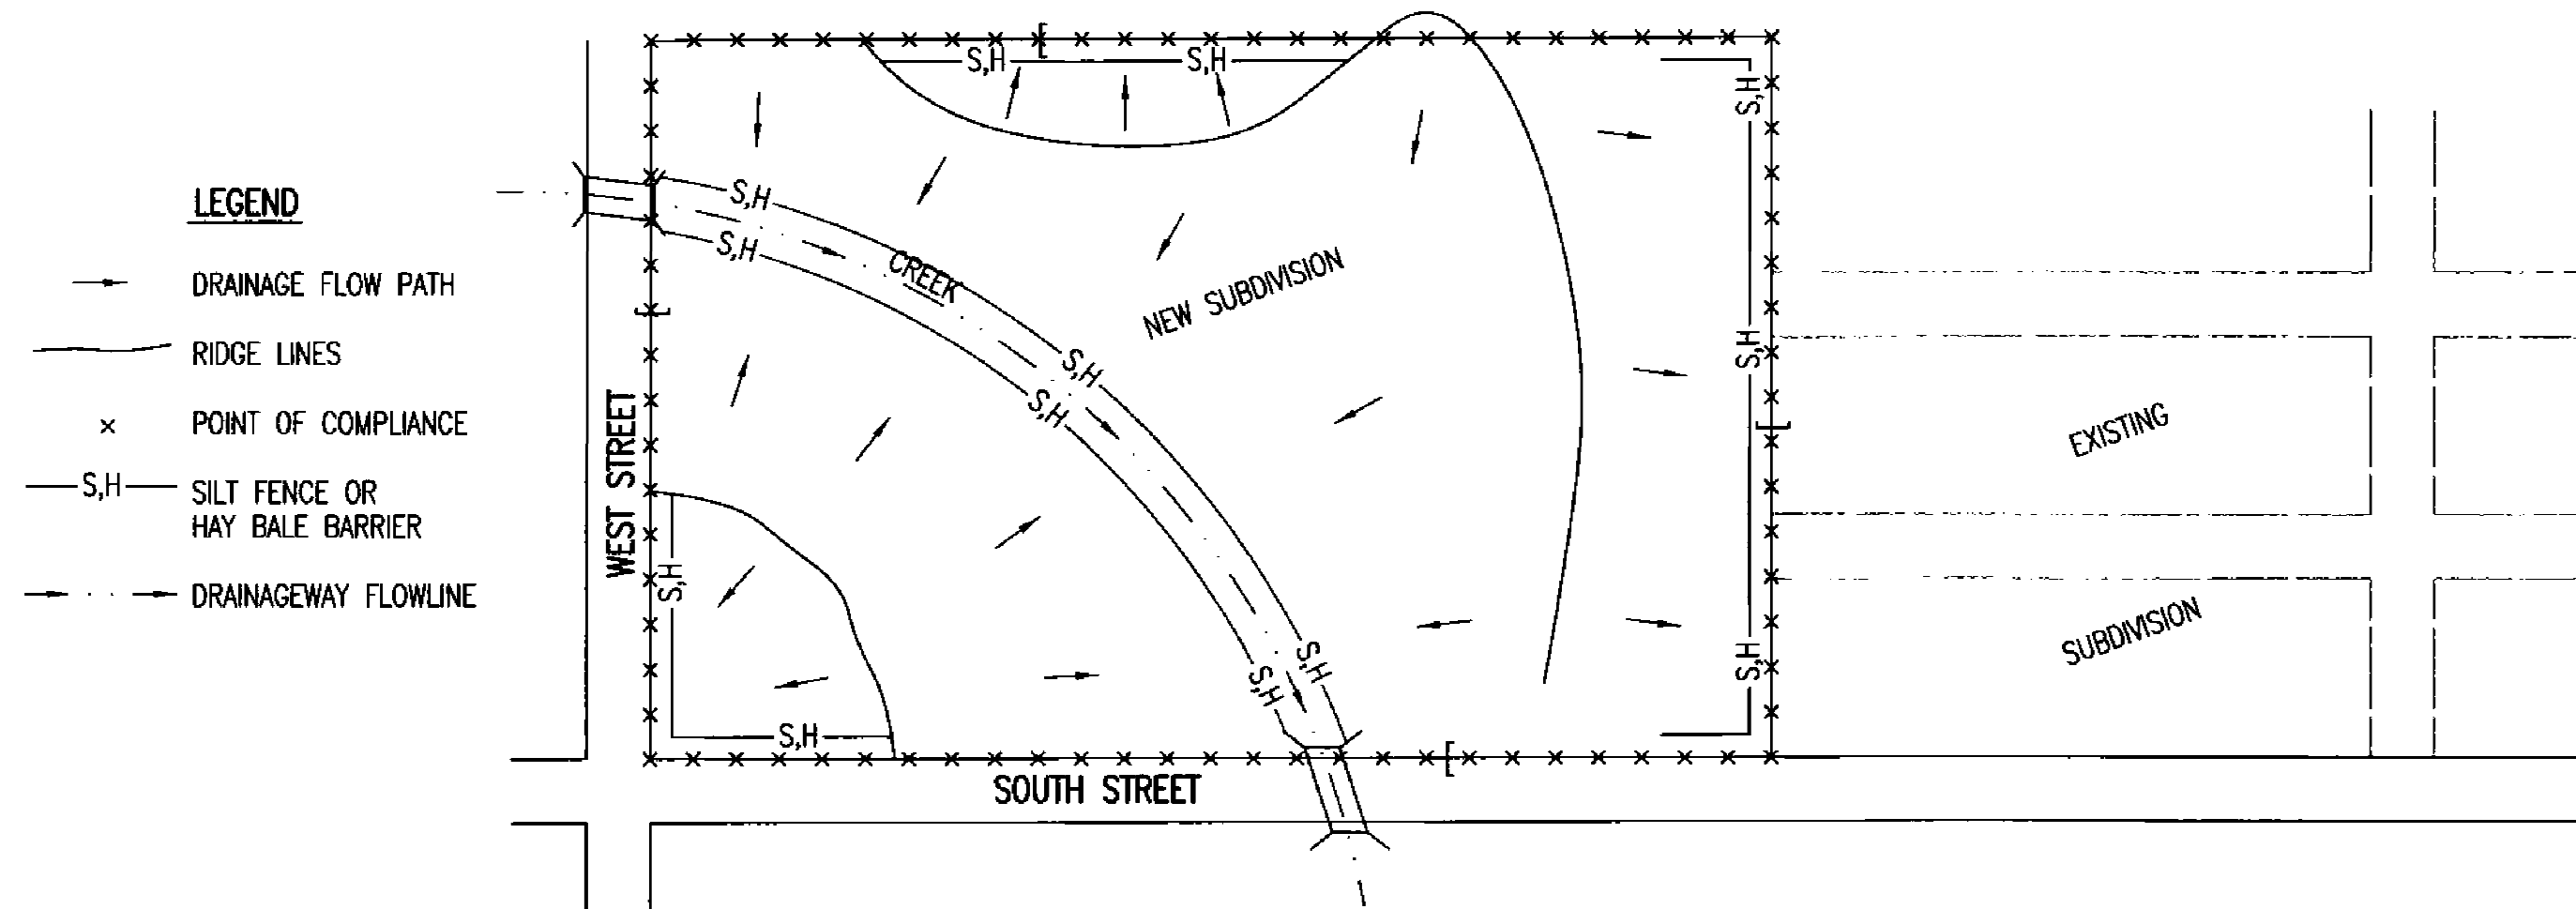 LEGEND
DRAINAGE FLOW PATH
RIDGE LINES
× POINT OF COMPLIANCE
S,H SILT FENCE OR
HAY BALE BARRIER
DRAINAGEWAY FLOWLINE
S,H
S,H
S,H
S,H
S,H
CREEK
NEW SUBDIVISION
S,H
S,H
S,H
S,H
WEST STREET
S,H
S,H
S,H
S,H
S,H
SOUTH STREET
EXISTING
SUBDIVISION